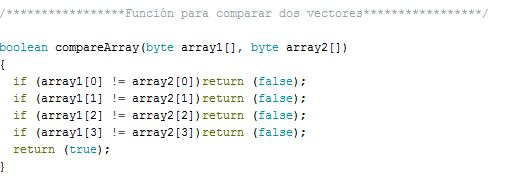 /*****************Función para comparar dos vectores*****************/
boolean compareArray(byte array1[], byte array2[])
{
  if (array1[0] != array2[0])return (false);
  if (array1[1] != array2[1])return (false);
  if (array1[2] != array2[2])return (false);
  if (array1[3] != array2[3])return (false);
  return (true);
}